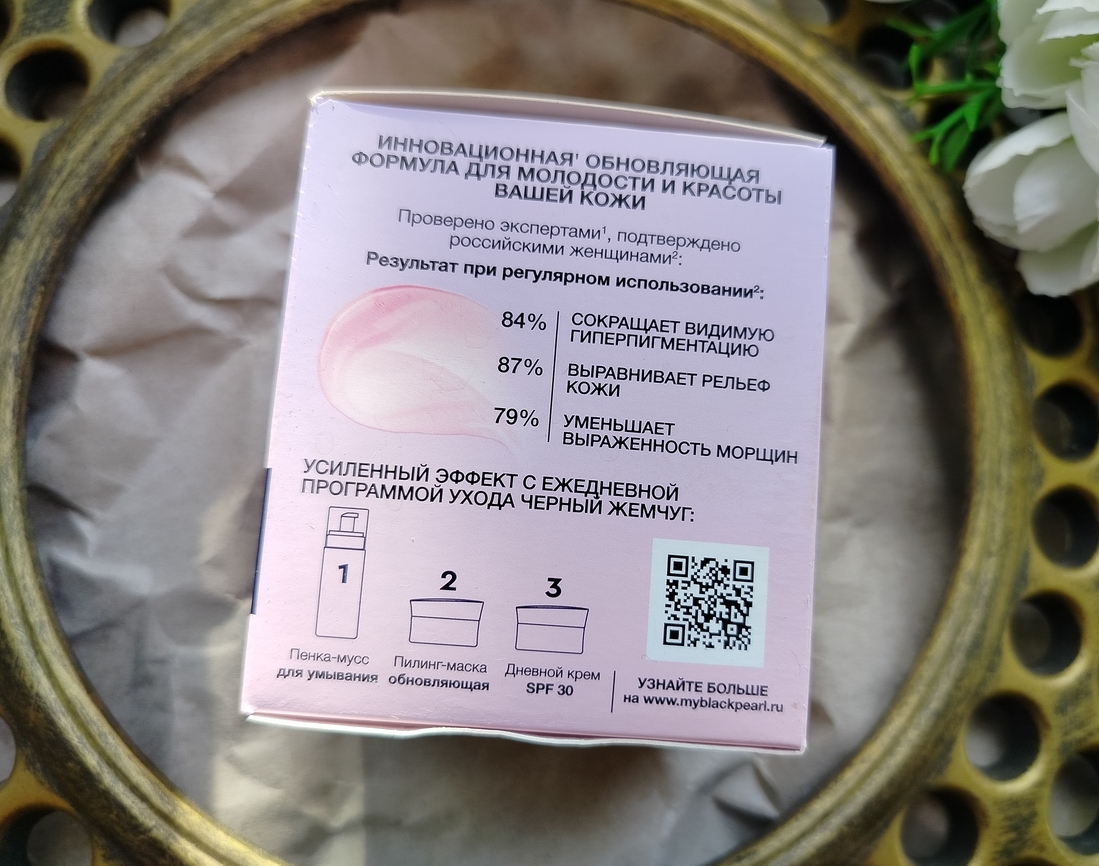 ИННОВАЦИОННАЯ¹ ОБНОВЛЯЮЩАЯ
ФОРМУЛА ДЛЯ МОЛОДОСТИ И КРАСОТЫ
ВАШЕЙ КОЖИ
Проверено экспертами¹, подтверждено
российскими женщинами²:
Результат при регулярном использовании²:
84% СОКРАЩАЕТ ВИДИМУЮ
ГИПЕРПИГМЕНТАЦИЮ
87% ВЫРАВНИВАЕТ РЕЛЬЕФ
КОЖИ
79% УМЕНЬШАЕТ
ВЫРАЖЕННОСТЬ МОРЩИН
УСИЛЕННЫЙ ЭФФЕКТ С ЕЖЕДНЕВНОЙ
ПРОГРАММОЙ УХОДА ЧЕРНЫЙ ЖЕМЧУГ:
1
2
3
Пенка-мусс
для умывания
Пилинг-маска
обновляющая
Дневной крем
SPF 30
УЗНАЙТЕ БОЛЬШЕ
на www.myblackpearl.ru